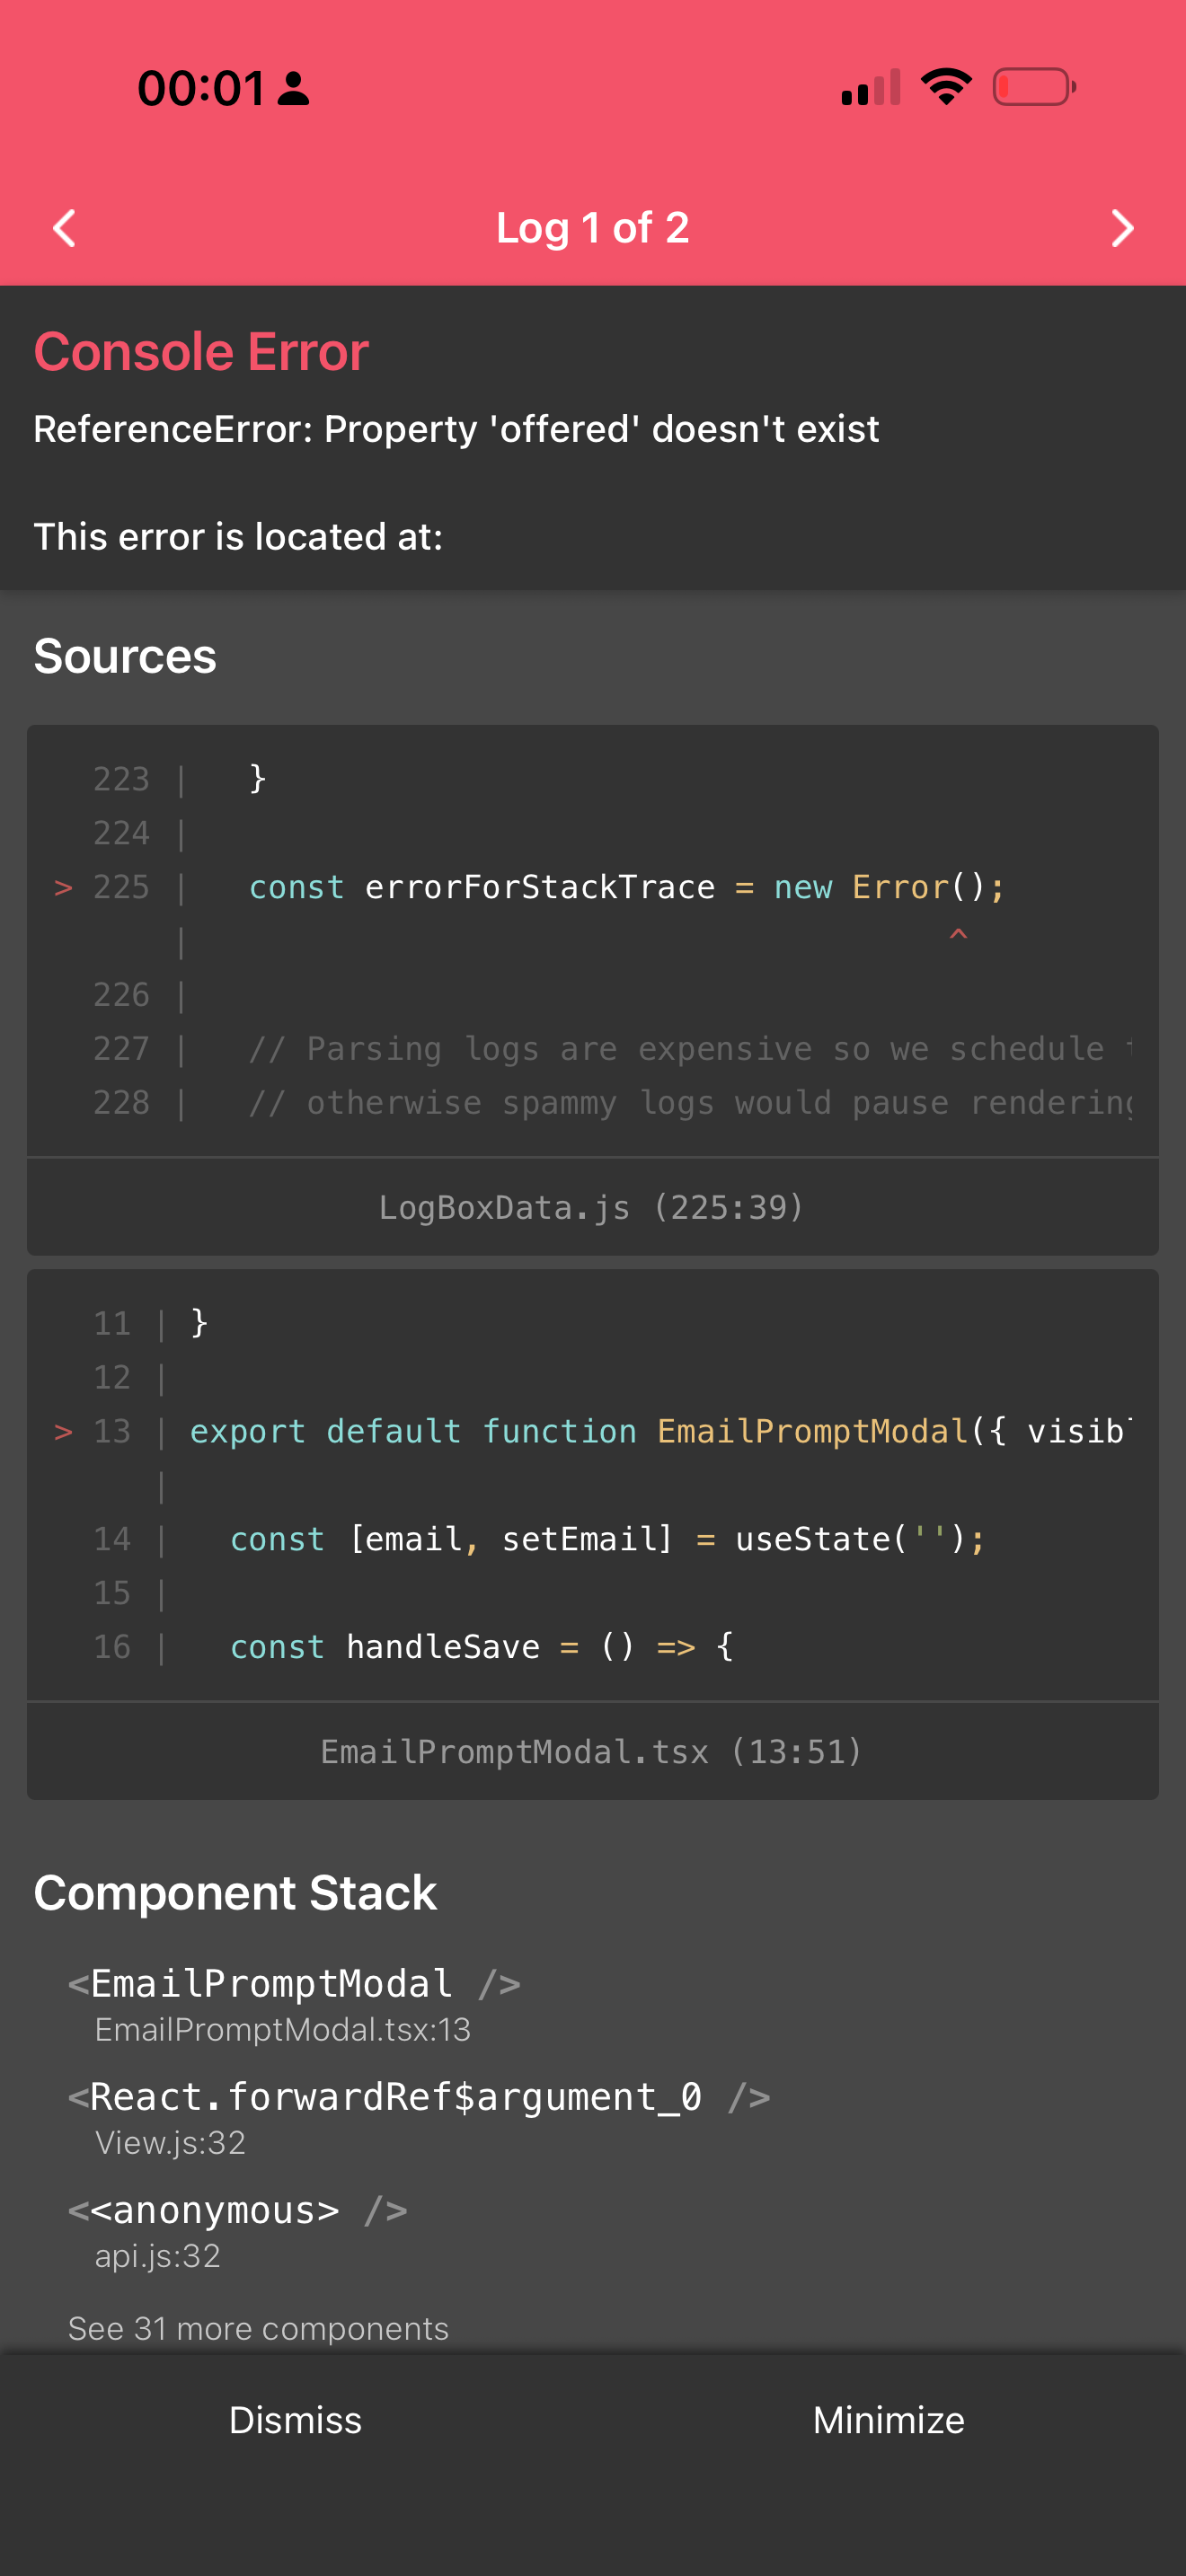 00:01
Log 1 of 2
Console Error
ReferenceError: Property 'offered' doesn't exist
This error is located at:
Sources
223 |   }
224 |
> 225 |   const errorForStackTrace = new Error();
|                                       ^
226 |
227 |   // Parsing logs are expensive so we schedule
228 |   // otherwise spammy logs would pause rendering
LogBoxData.js (225:39)
11 | }
12 |
> 13 | export default function EmailPromptModal({ visib
|
14 |   const [email, setEmail] = useState('');
15 |
16 |   const handleSave = () => {
EmailPromptModal.tsx (13:51)
Component Stack
<EmailPromptModal />
EmailPromptModal.tsx:13
<React.forwardRef$argument_0 />
View.js:32
<<anonymous> />
api.js:32
See 31 more components
Dismiss
Minimize